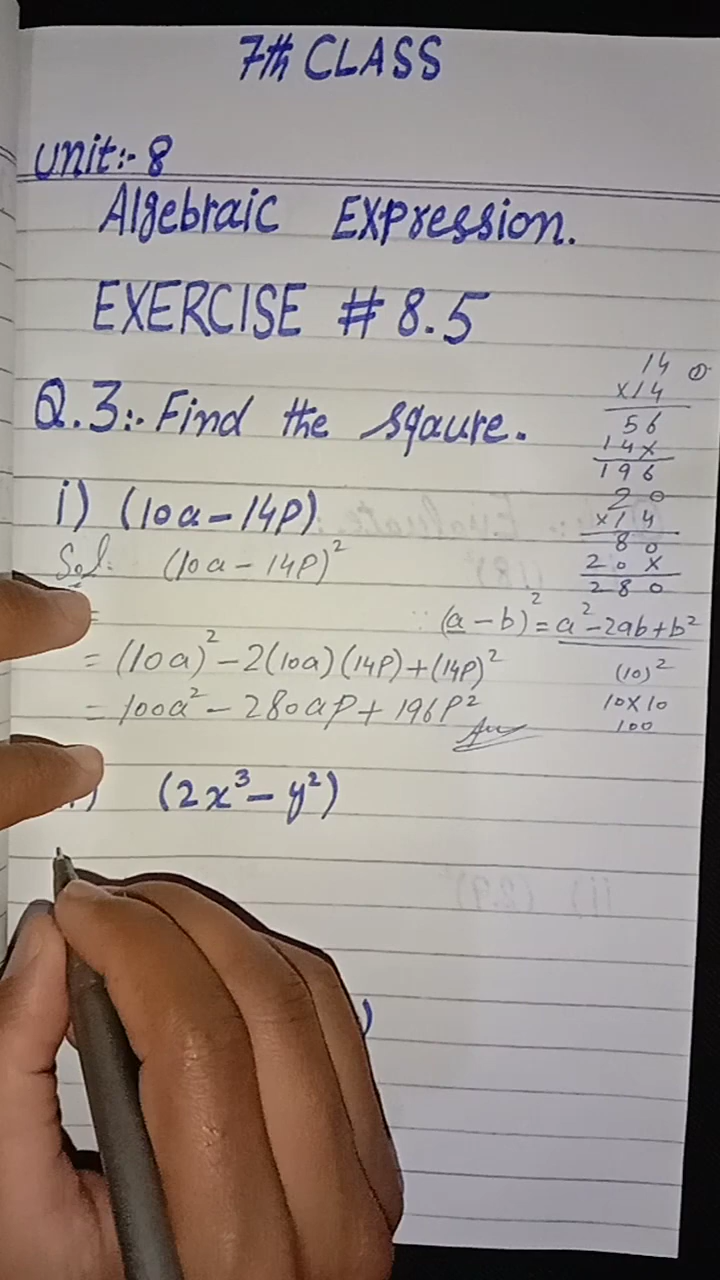 7th CLASS
Unit:- 8
Algebraic Expression.
EXERCISE # 8.5
Q.3:. Find the sqaure.
i) (10a - 14p)
Sol. (10a - 14p)²
=
∵ (a - b)² = a² - 2ab + b²
= (10a)² - 2(10a)(14p) + (14p)²
= 100a² - 280ap + 196p²
Ans
14
x14
56
14x
196
20
x14
80
20x
280
(10)²
10x10
100
(2x³ - y²)